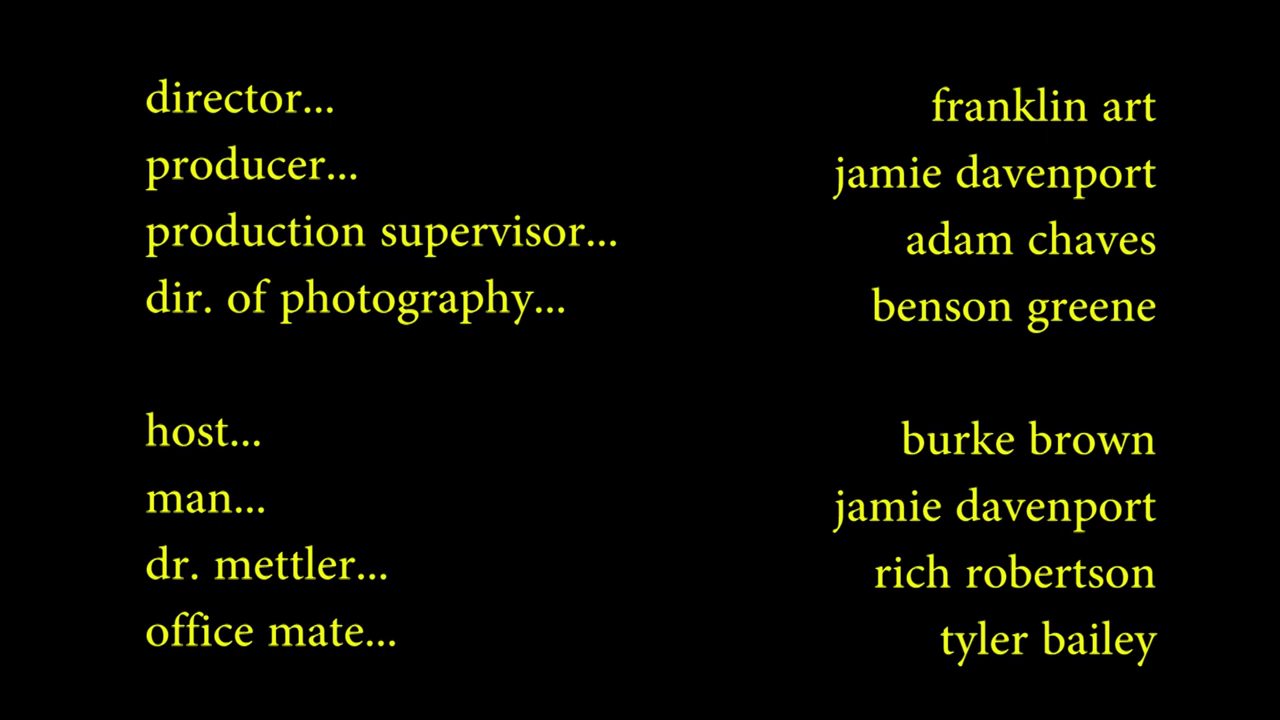 director... franklin art
producer... jamie davenport
production supervisor... adam chaves
dir. of photography... benson greene
host... burke brown
man... jamie davenport
dr. mettler... rich robertson
office mate... tyler bailey